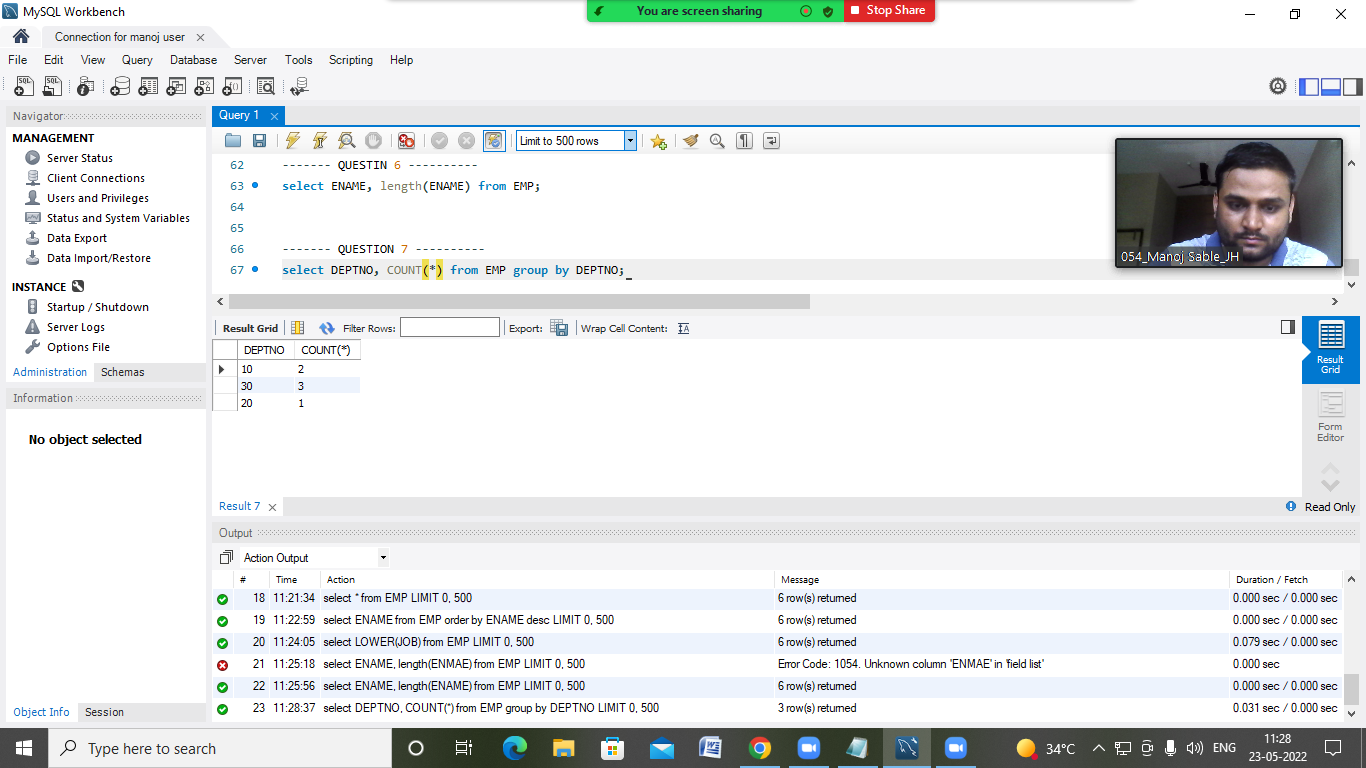 MySQL Workbench
You are screen sharing
Stop Share
Connection for manoj user
File Edit View Query Database Server Tools Scripting Help
Navigator
MANAGEMENT
Server Status
Client Connections
Users and Privileges
Status and System Variables
Data Export
Data Import/Restore
INSTANCE
Startup / Shutdown
Server Logs
Options File
Administration Schemas
Information
No object selected
Object Info Session
Query 1
Limit to 500 rows
62 ------- QUESTIN 6 ----------
63 select ENAME, length(ENAME) from EMP;
64
65
66 ------- QUESTION 7 ----------
67 select DEPTNO, COUNT(*) from EMP group by DEPTNO;
054_Manoj Sable_JH
Result Grid Filter Rows: Export: Wrap Cell Content:
DEPTNO COUNT(*)
10 2
30 3
20 1
Result Grid
Form Editor
Result 7
Read Only
Output
Action Output
# Time Action Message Duration / Fetch
18 11:21:34 select * from EMP LIMIT 0, 500 6 row(s) returned 0.000 sec / 0.000 sec
19 11:22:59 select ENAME from EMP order by ENAME desc LIMIT 0, 500 6 row(s) returned 0.000 sec / 0.000 sec
20 11:24:05 select LOWER(JOB) from EMP LIMIT 0, 500 6 row(s) returned 0.079 sec / 0.000 sec
21 11:25:18 select ENAME, length(ENMAE) from EMP LIMIT 0, 500 Error Code: 1054. Unknown column 'ENMAE' in 'field list' 0.000 sec
22 11:25:56 select ENAME, length(ENAME) from EMP LIMIT 0, 500 6 row(s) returned 0.000 sec / 0.000 sec
23 11:28:37 select DEPTNO, COUNT(*) from EMP group by DEPTNO LIMIT 0, 500 3 row(s) returned 0.031 sec / 0.000 sec
Type here to search
34°C
ENG
11:28
23-05-2022